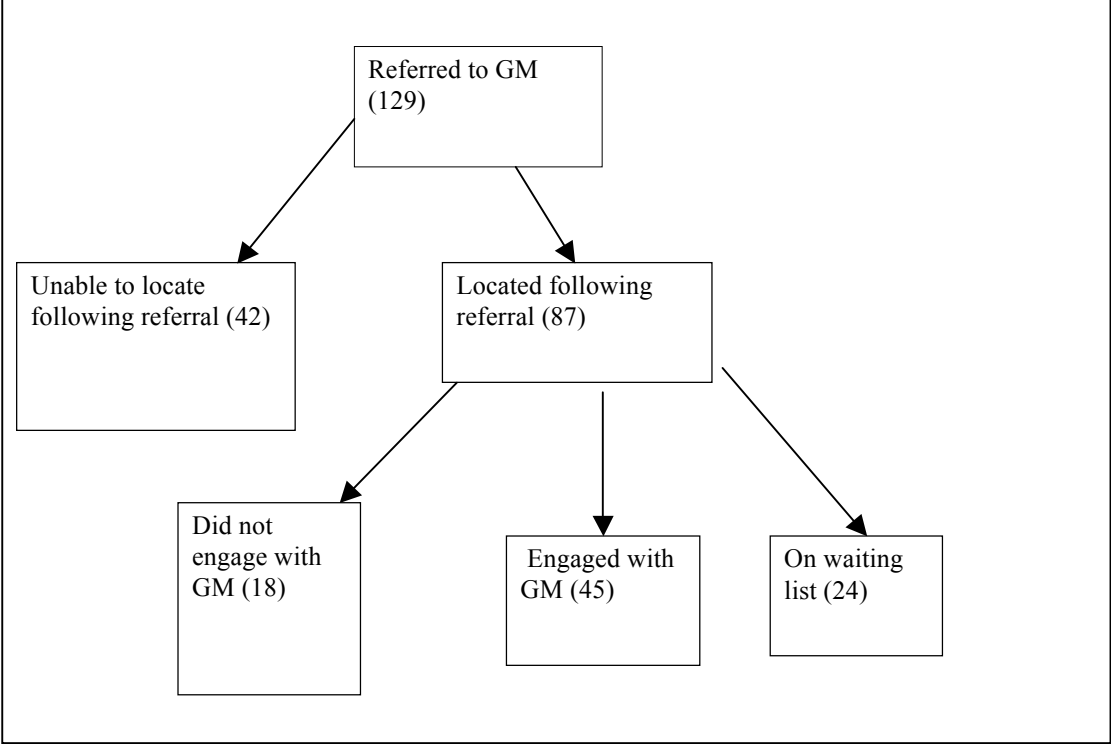 Referred to GM
(129)
Unable to locate
following referral (42)
Located following
referral (87)
Did not
engage with
GM (18)
Engaged with
GM (45)
On waiting
list (24)